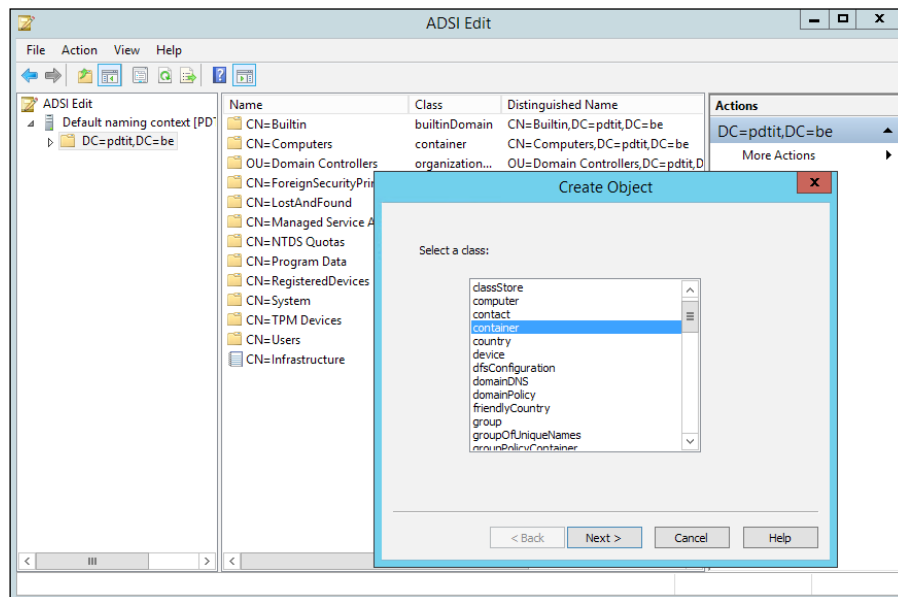 ADSI Edit
File Action View Help
ADSI Edit
Default naming context [PD
DC=pdtit,DC=be
Name Class Distinguished Name
CN=Builtin builtinDomain CN=Builtin,DC=pdtit,DC=be
CN=Computers container CN=Computers,DC=pdtit,DC=be
OU=Domain Controllers organization... OU=Domain Controllers,DC=pdtit,D
CN=ForeignSecurityPrin
CN=LostAndFound
CN=Managed Service A
CN=NTDS Quotas
CN=Program Data
CN=RegisteredDevices
CN=System
CN=TPM Devices
CN=Users
CN=Infrastructure
Actions
DC=pdtit,DC=be
More Actions
Create Object
Select a class:
classStore
computer
contact
container
country
device
dfsConfiguration
domainDNS
domainPolicy
friendlyCountry
group
groupOfUniqueNames
groupPolicyContainer
< Back Next > Cancel Help